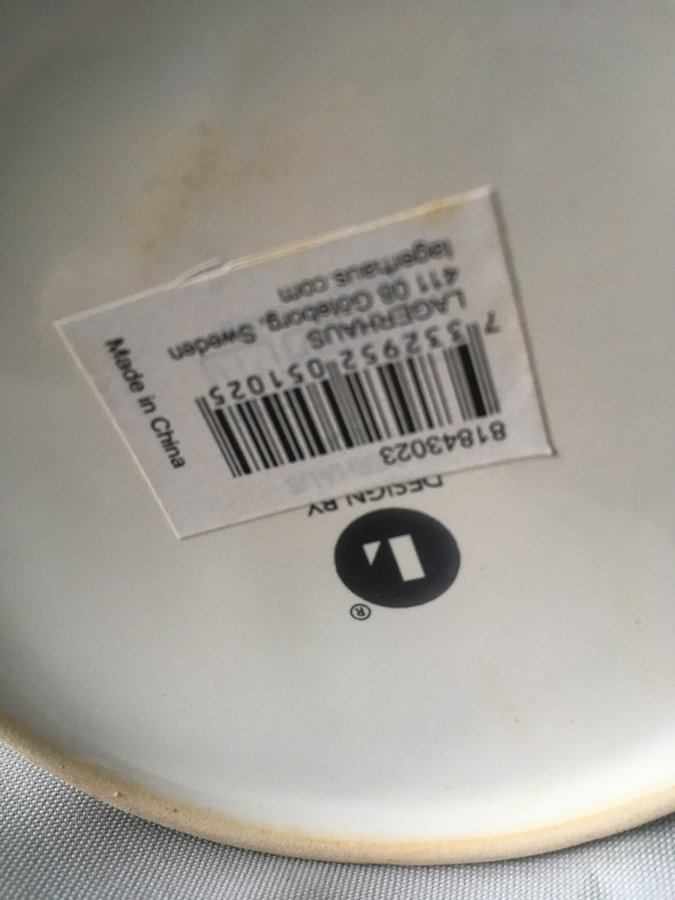 ®
DESIGN BY
81843023
7 332952 051025
LAGERHAUS
411 08 Göteborg, Sweden
lagerhaus.com
Made in China